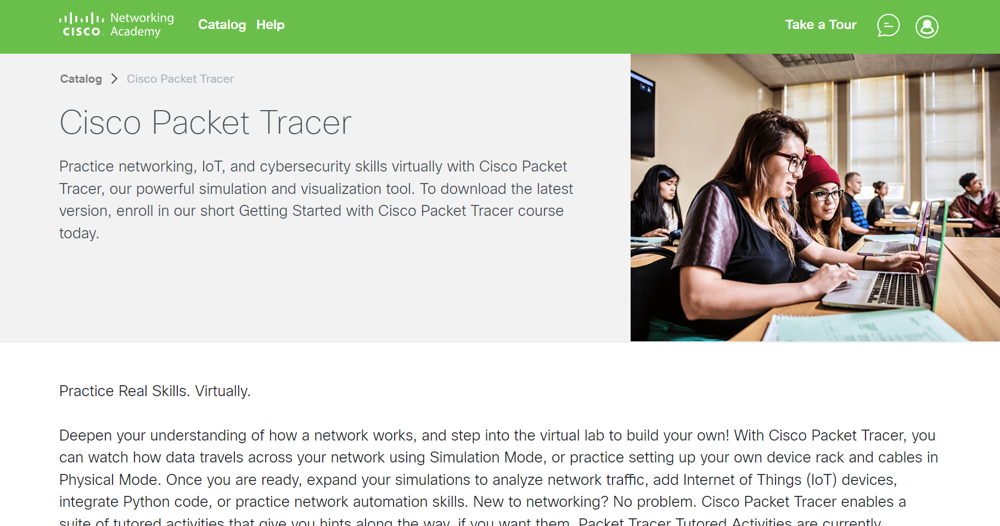 Networking
CISCO Academy
Catalog Help
Take a Tour
Catalog > Cisco Packet Tracer
Cisco Packet Tracer
Practice networking, IoT, and cybersecurity skills virtually with Cisco Packet
Tracer, our powerful simulation and visualization tool. To download the latest
version, enroll in our short Getting Started with Cisco Packet Tracer course
today.
Practice Real Skills. Virtually.
Deepen your understanding of how a network works, and step into the virtual lab to build your own! With Cisco Packet Tracer, you
can watch how data travels across your network using Simulation Mode, or practice setting up your own device rack and cables in
Physical Mode. Once you are ready, expand your simulations to analyze network traffic, add Internet of Things (IoT) devices,
integrate Python code, or practice network automation skills. New to networking? No problem. Cisco Packet Tracer enables a
suite of tutored activities that give you hints along the way, if you want them. Packet Tracer Tutored Activities are currently